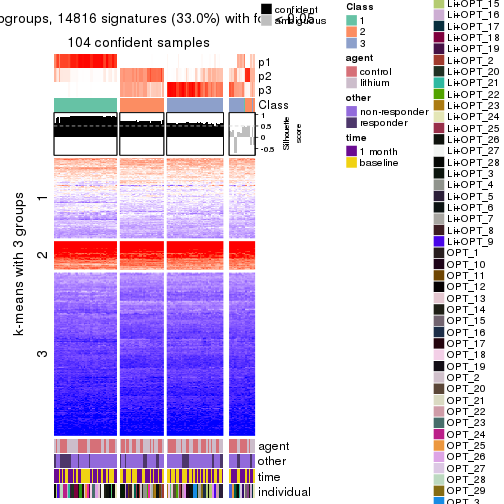 ogroups, 14816 signatures (33.0%) with f
confident
ambiguous
104 confident samples
p1
p2
p3
Class
1
0.5
0
-0.5
Silhouette
score
k-means with 3 groups
1
2
3
agent
other
time
individual
Class
1
2
3
agent
control
lithium
other
non-responder
responder
time
1 month
baseline
Li+OPT_15
Li+OPT_16
Li+OPT_17
Li+OPT_18
Li+OPT_19
Li+OPT_2
Li+OPT_20
Li+OPT_21
Li+OPT_22
Li+OPT_23
Li+OPT_24
Li+OPT_25
Li+OPT_26
Li+OPT_27
Li+OPT_28
Li+OPT_3
Li+OPT_4
Li+OPT_5
Li+OPT_6
Li+OPT_7
Li+OPT_8
Li+OPT_9
OPT_1
OPT_10
OPT_11
OPT_12
OPT_13
OPT_14
OPT_15
OPT_16
OPT_17
OPT_18
OPT_19
OPT_2
OPT_20
OPT_21
OPT_22
OPT_23
OPT_24
OPT_25
OPT_26
OPT_27
OPT_28
OPT_29